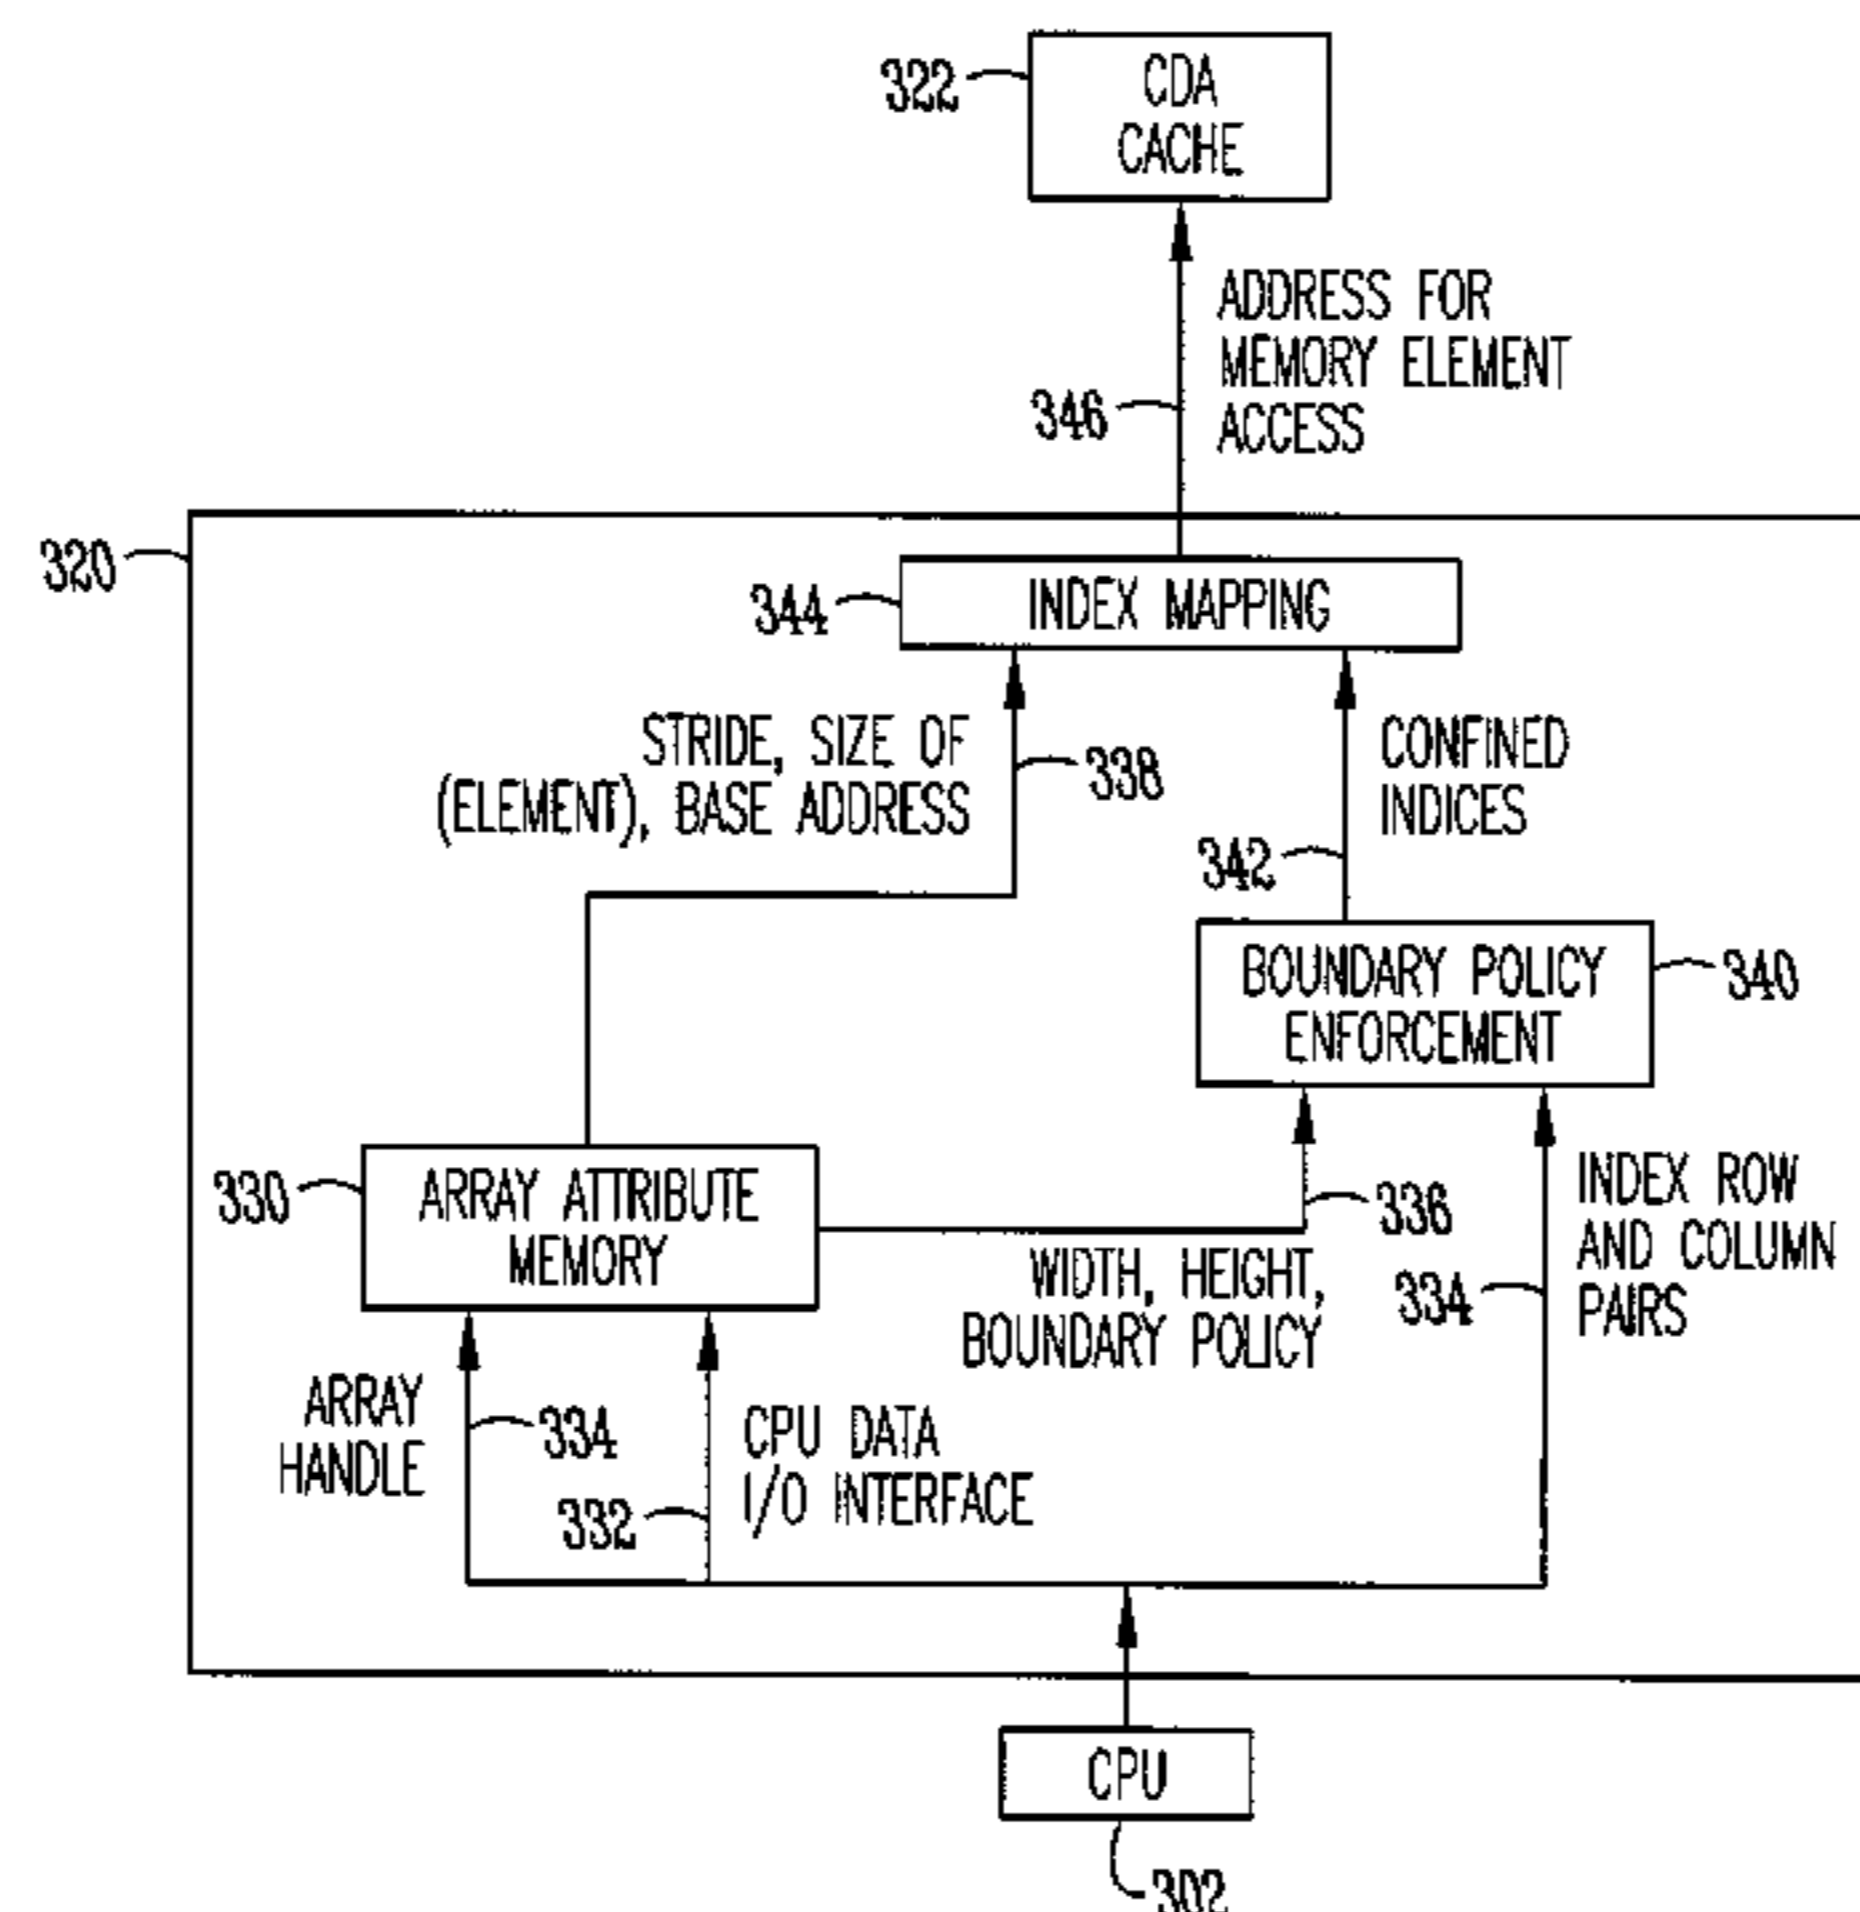 322
CDA
CACHE
ADDRESS FOR
MEMORY ELEMENT
ACCESS
346
320
344
INDEX MAPPING
STRIDE, SIZE OF
(ELEMENT), BASE ADDRESS
338
CONFINED
INDICES
342
BOUNDARY POLICY
ENFORCEMENT
340
330
ARRAY ATTRIBUTE
MEMORY
336
WIDTH, HEIGHT,
BOUNDARY POLICY
INDEX ROW
AND COLUMN
PAIRS
334
ARRAY
HANDLE
334
CPU DATA
I/O INTERFACE
332
CPU
302